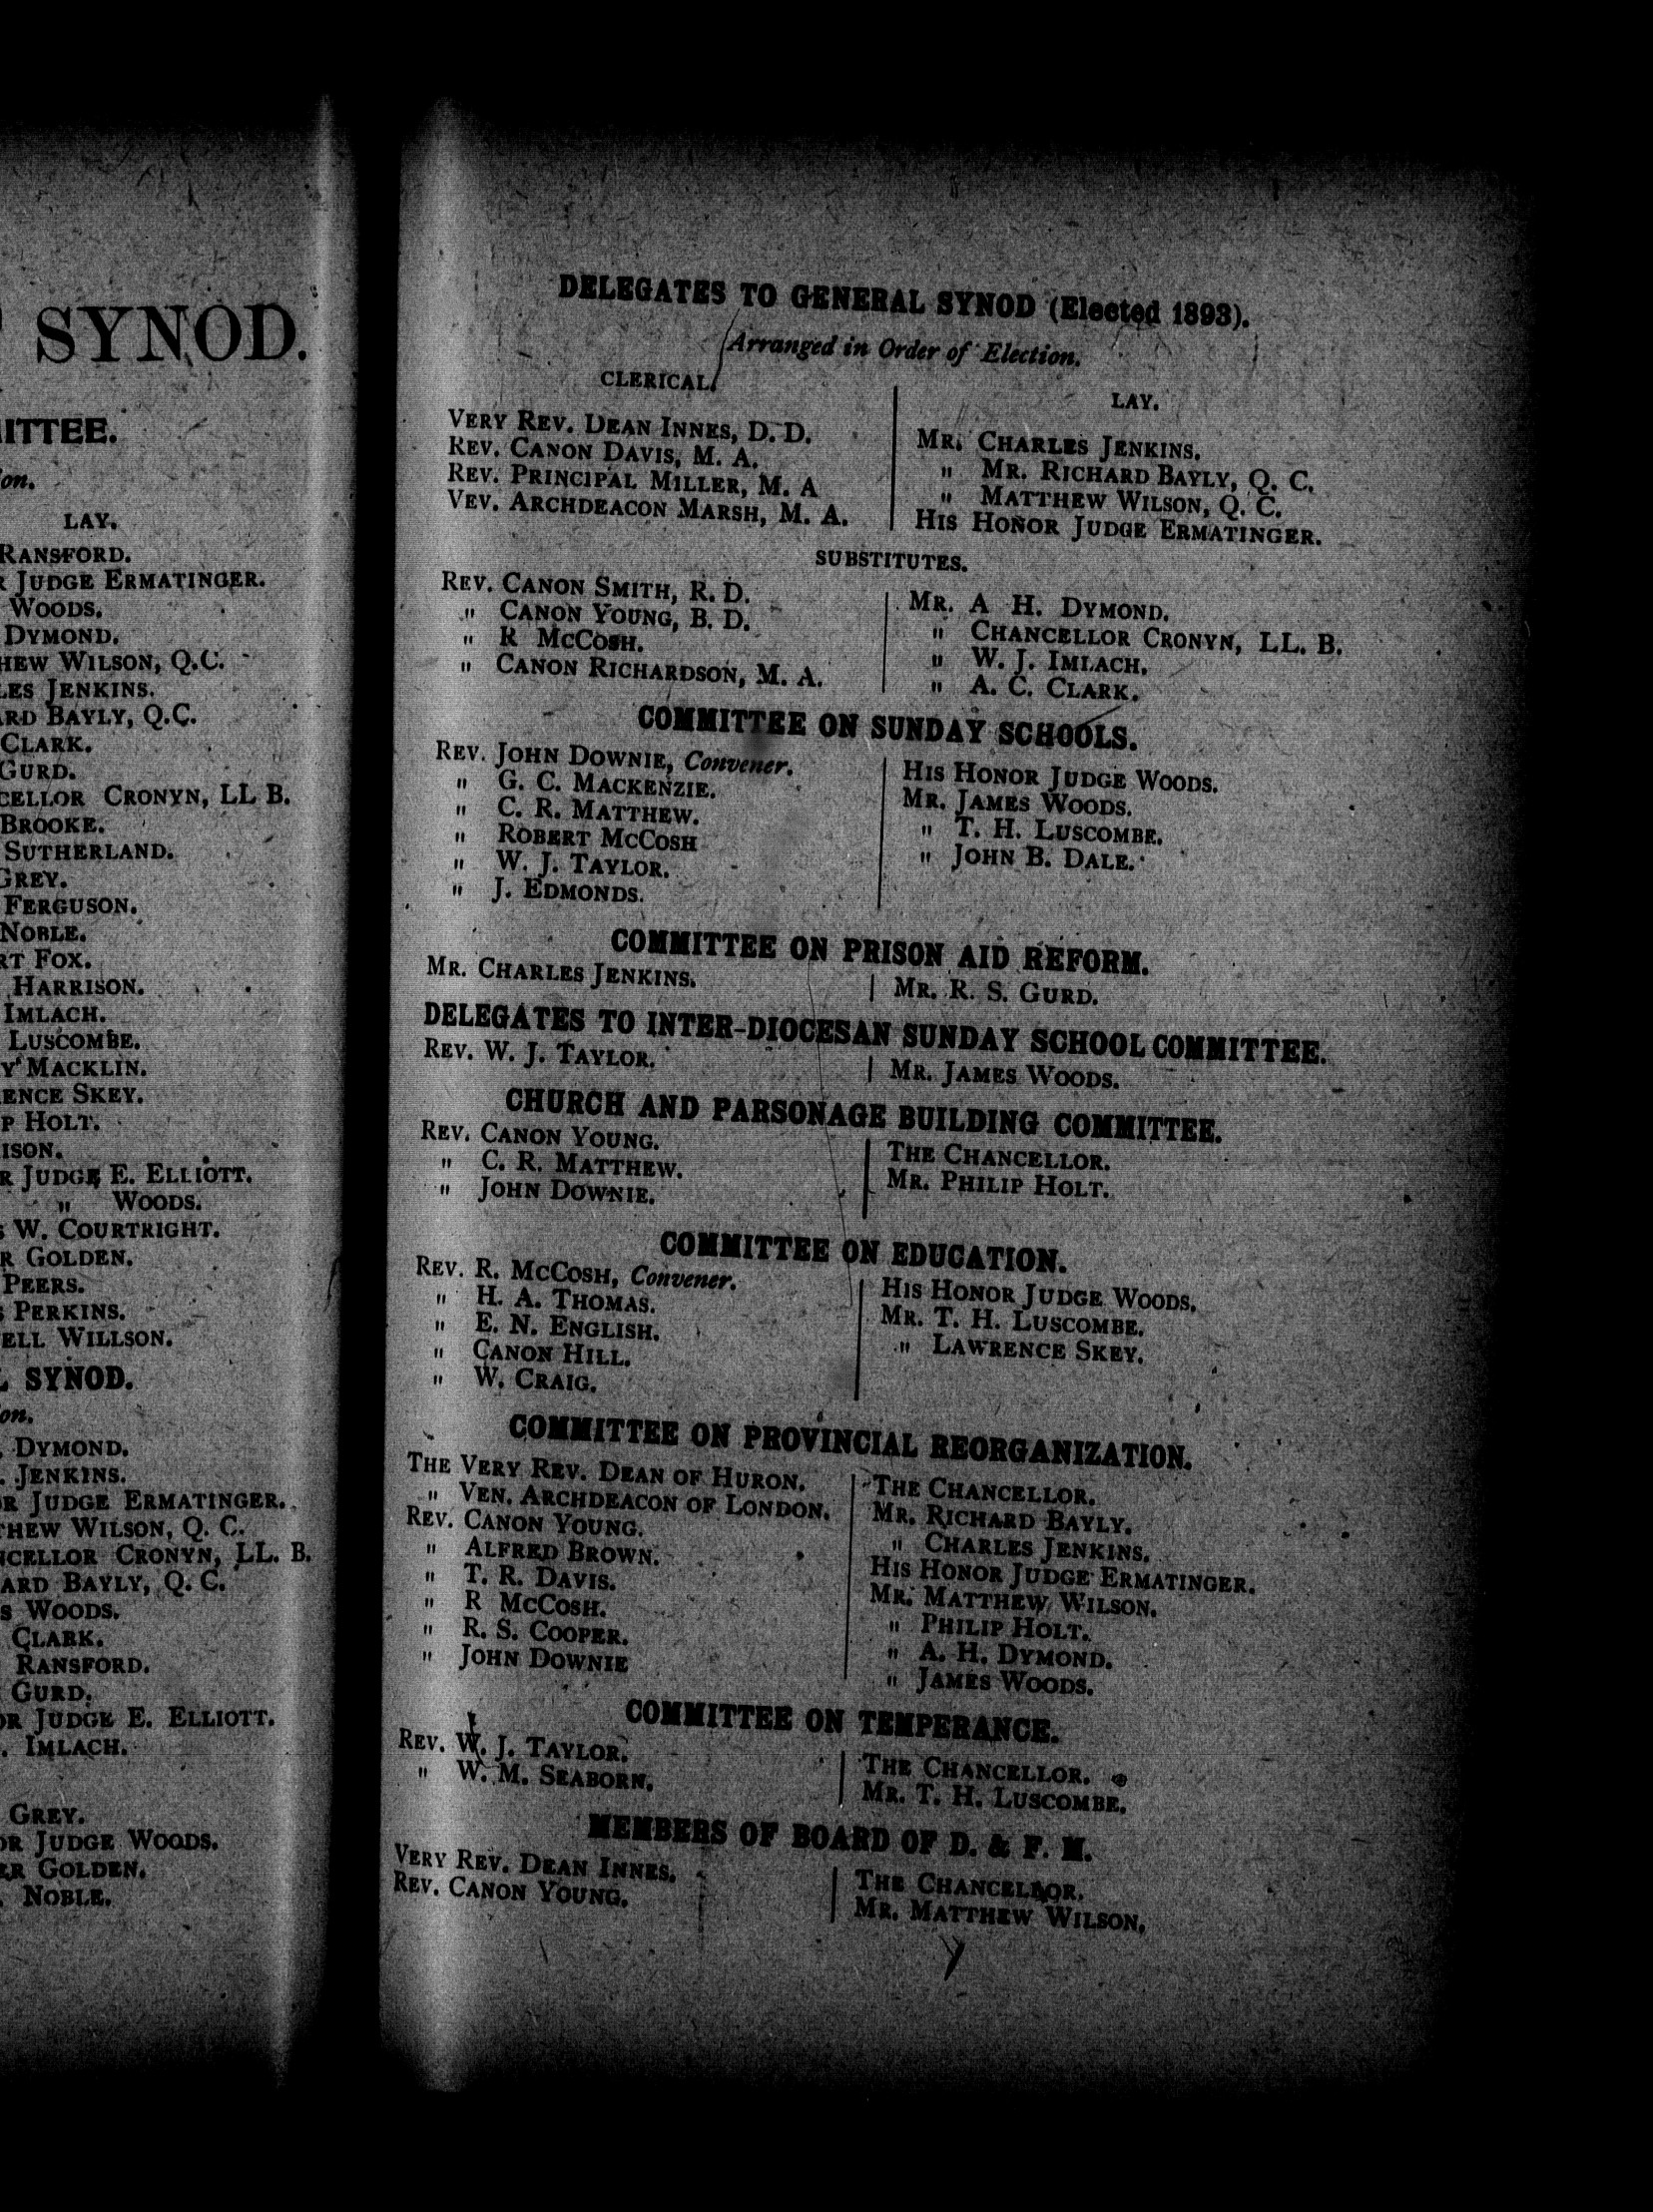 SYNOD.
ITTEE.
on.
LAY.
RANSFORD.
R JUDGE ERMATINGER.
WOODS.
DYMOND.
HEW WILSON, Q.C.
LES JENKINS.
ARD BAYLY, Q.C.
CLARK.
GURD.
CELLOR CRONYN, LL B.
BROOKE.
SUTHERLAND.
GREY.
FERGUSON.
NOBLE.
RT FOX.
HARRISON.
IMLACH.
LUSCOMBE.
Y MACKLIN.
ENCE SKEY.
P HOLT.
ISON.
R JUDGE E. ELLIOTT.
" WOODS.
S W. COURTRIGHT.
R GOLDEN.
PEERS.
S PERKINS.
ELL WILLSON.
L SYNOD.
on.
. DYMOND.
. JENKINS.
OR JUDGE ERMATINGER.
THEW WILSON, Q. C.
NCELLOR CRONYN, LL. B.
ARD BAYLY, Q. C.
S WOODS.
CLARK.
RANSFORD.
GURD.
OR JUDGE E. ELLIOTT.
. IMLACH.
GREY.
OR JUDGE WOODS.
ER GOLDEN.
. NOBLE.
DELEGATES TO GENERAL SYNOD (Elected 1893).
Arranged in Order of Election.
CLERICAL.
VERY REV. DEAN INNES, D. D.
REV. CANON DAVIS, M. A.
REV. PRINCIPAL MILLER, M. A
VEV. ARCHDEACON MARSH, M. A.
LAY.
MR. CHARLES JENKINS.
" MR. RICHARD BAYLY, Q. C.
" MATTHEW WILSON, Q. C.
HIS HONOR JUDGE ERMATINGER.
SUBSTITUTES.
REV. CANON SMITH, R. D.
" CANON YOUNG, B. D.
" R MCCOSH.
" CANON RICHARDSON, M. A.
MR. A H. DYMOND.
" CHANCELLOR CRONYN, LL. B.
" W. J. IMLACH.
" A. C. CLARK.
COMMITTEE ON SUNDAY SCHOOLS.
REV. JOHN DOWNIE, Convener.
" G. C. MACKENZIE.
" C. R. MATTHEW.
" ROBERT MCCOSH
" W. J. TAYLOR.
" J. EDMONDS.
HIS HONOR JUDGE WOODS.
MR. JAMES WOODS.
" T. H. LUSCOMBE.
" JOHN B. DALE.
COMMITTEE ON PRISON AID REFORM.
MR. CHARLES JENKINS.
MR. R. S. GURD.
DELEGATES TO INTER-DIOCESAN SUNDAY SCHOOL COMMITTEE.
REV. W. J. TAYLOR.
MR. JAMES WOODS.
CHURCH AND PARSONAGE BUILDING COMMITTEE.
REV. CANON YOUNG.
" C. R. MATTHEW.
" JOHN DOWNIE.
THE CHANCELLOR.
MR. PHILIP HOLT.
COMMITTEE ON EDUCATION.
REV. R. MCCOSH, Convener.
" H. A. THOMAS.
" E. N. ENGLISH.
" CANON HILL.
" W. CRAIG.
HIS HONOR JUDGE WOODS.
MR. T. H. LUSCOMBE.
" LAWRENCE SKEY.
COMMITTEE ON PROVINCIAL REORGANIZATION.
THE VERY REV. DEAN OF HURON.
" VEN. ARCHDEACON OF LONDON.
REV. CANON YOUNG.
" ALFRED BROWN.
" T. R. DAVIS.
" R MCCOSH.
" R. S. COOPER.
" JOHN DOWNIE
THE CHANCELLOR.
MR. RICHARD BAYLY.
" CHARLES JENKINS.
HIS HONOR JUDGE ERMATINGER.
MR. MATTHEW WILSON.
" PHILIP HOLT.
" A. H. DYMOND.
" JAMES WOODS.
COMMITTEE ON TEMPERANCE.
REV. W. J. TAYLOR.
" W. M. SEABORN.
THE CHANCELLOR.
MR. T. H. LUSCOMBE.
MEMBERS OF BOARD OF D. & F. M.
VERY REV. DEAN INNES.
REV. CANON YOUNG.
THE CHANCELLOR.
MR. MATTHEW WILSON.